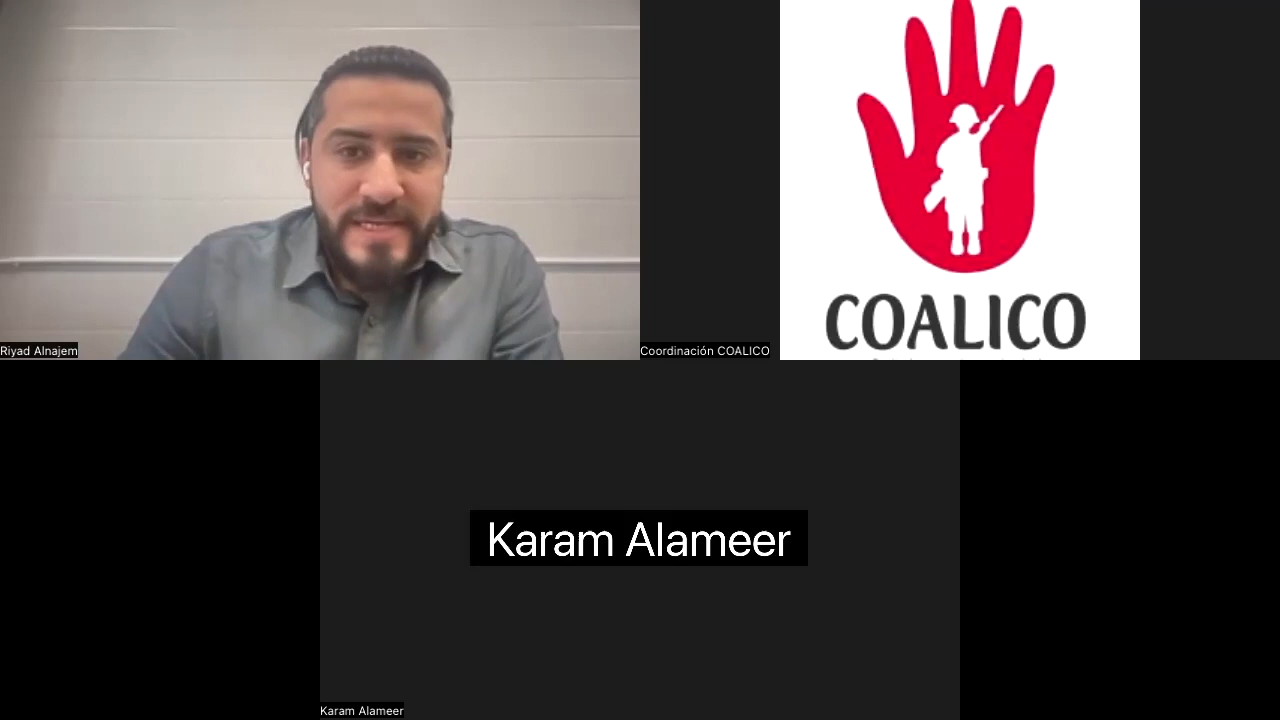 Riyad Alnajem
COALICO
Coordinación COALICO
Karam Alameer
Karam Alameer